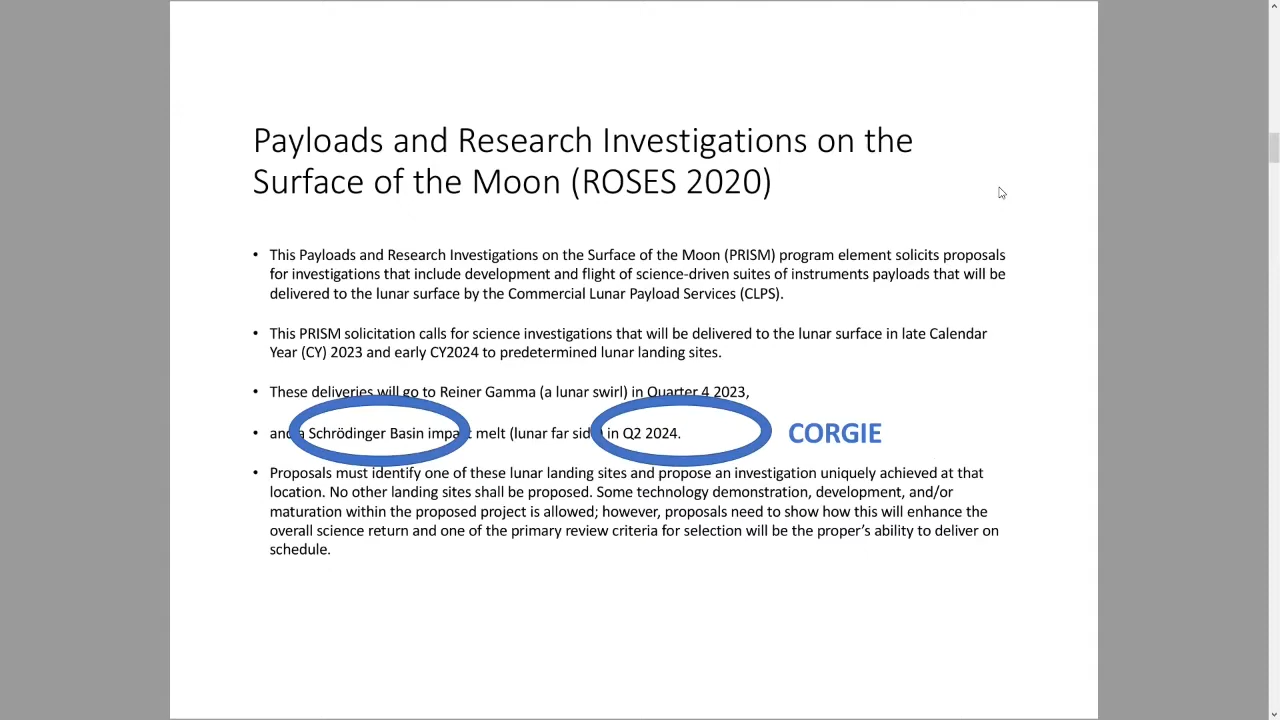 Payloads and Research Investigations on the
Surface of the Moon (ROSES 2020)
• This Payloads and Research Investigations on the Surface of the Moon (PRISM) program element solicits proposals
for investigations that include development and flight of science-driven suites of instruments payloads that will be
delivered to the lunar surface by the Commercial Lunar Payload Services (CLPS).
• This PRISM solicitation calls for science investigations that will be delivered to the lunar surface in late Calendar
Year (CY) 2023 and early CY2024 to predetermined lunar landing sites.
• These deliveries will go to Reiner Gamma (a lunar swirl) in Quarter 4 2023,
• and a Schrödinger Basin impact melt (lunar far side) in Q2 2024. CORGIE
• Proposals must identify one of these lunar landing sites and propose an investigation uniquely achieved at that
location. No other landing sites shall be proposed. Some technology demonstration, development, and/or
maturation within the proposed project is allowed; however, proposals need to show how this will enhance the
overall science return and one of the primary review criteria for selection will be the proper’s ability to deliver on
schedule.